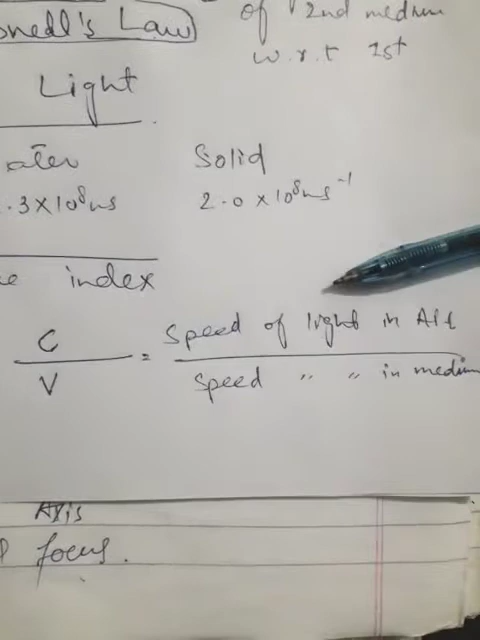 Snell's Law of 2nd medium
w.r.t 1st
Light
Solid
.3x10⁸ms 2.0 x 10⁸ms⁻¹
index
C = Speed of light in Air
V Speed " " in medium
Axis
focus.